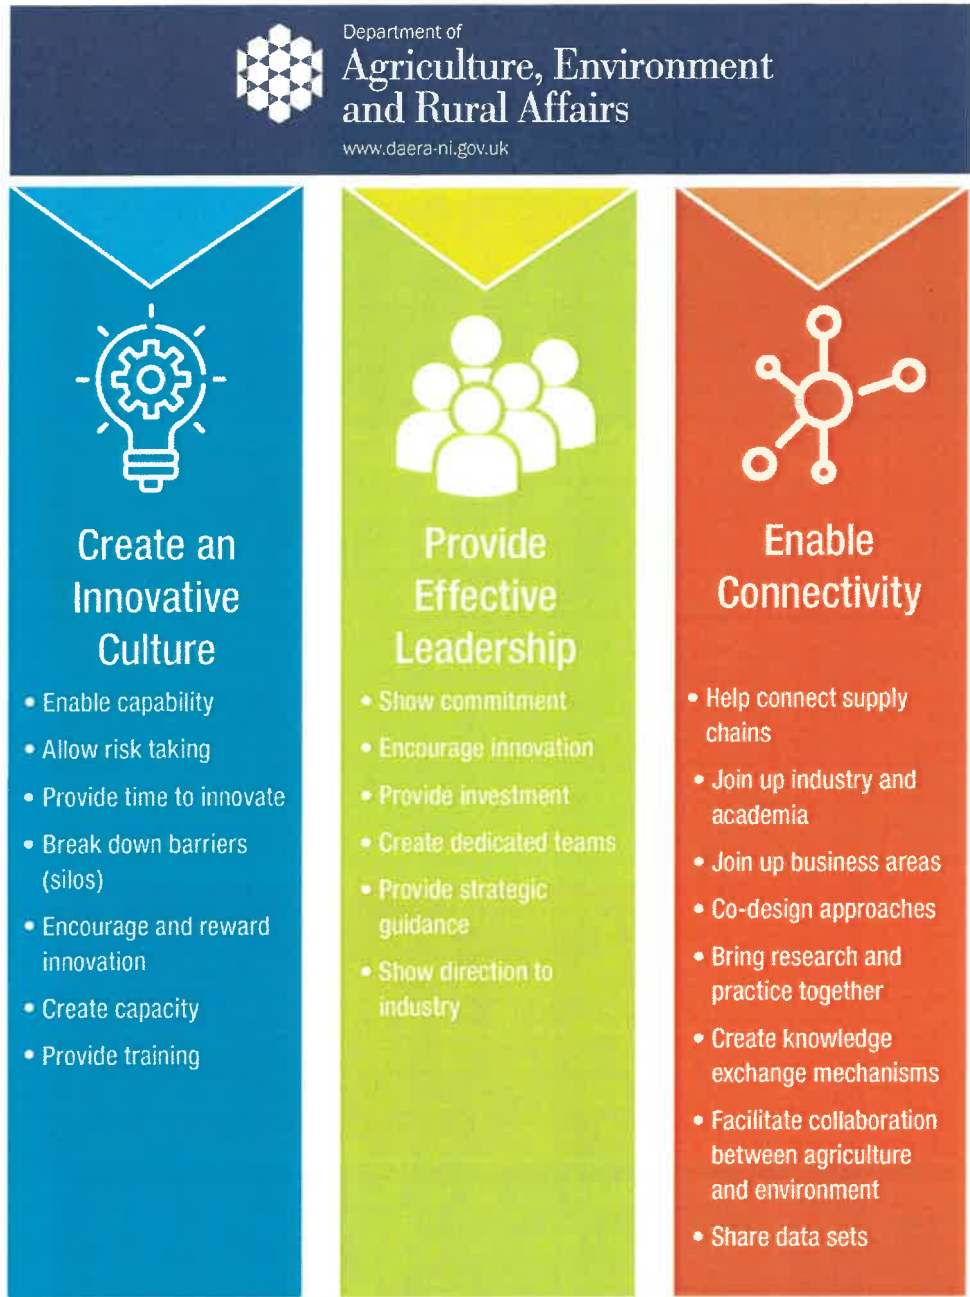 Department of
Agriculture, Environment
and Rural Affairs
www.daera-ni.gov.uk
Create an
Innovative
Culture
• Enable capability
• Allow risk taking
• Provide time to innovate
• Break down barriers
(silos)
• Encourage and reward
innovation
• Create capacity
• Provide training
Provide
Effective
Leadership
• Show commitment
• Encourage innovation
• Provide investment
• Create dedicated teams
• Provide strategic
guidance
• Show direction to
industry
Enable
Connectivity
• Help connect supply
chains
• Join up industry and
academia
• Join up business areas
• Co-design approaches
• Bring research and
practice together
• Create knowledge
exchange mechanisms
• Facilitate collaboration
between agriculture
and environment
• Share data sets